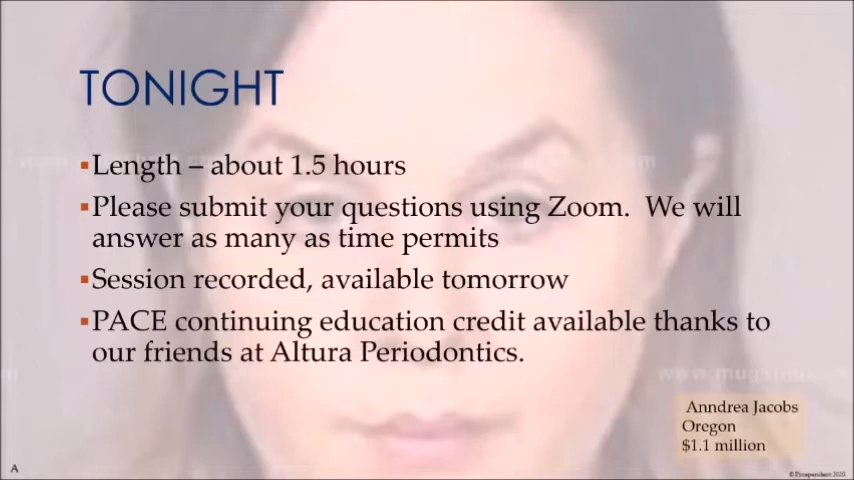 TONIGHT
▪Length – about 1.5 hours
▪Please submit your questions using Zoom.  We will
answer as many as time permits
▪Session recorded, available tomorrow
▪PACE continuing education credit available thanks to
our friends at Altura Periodontics.
Anndrea Jacobs
Oregon
$1.1 million
A
© Prosperident 2020